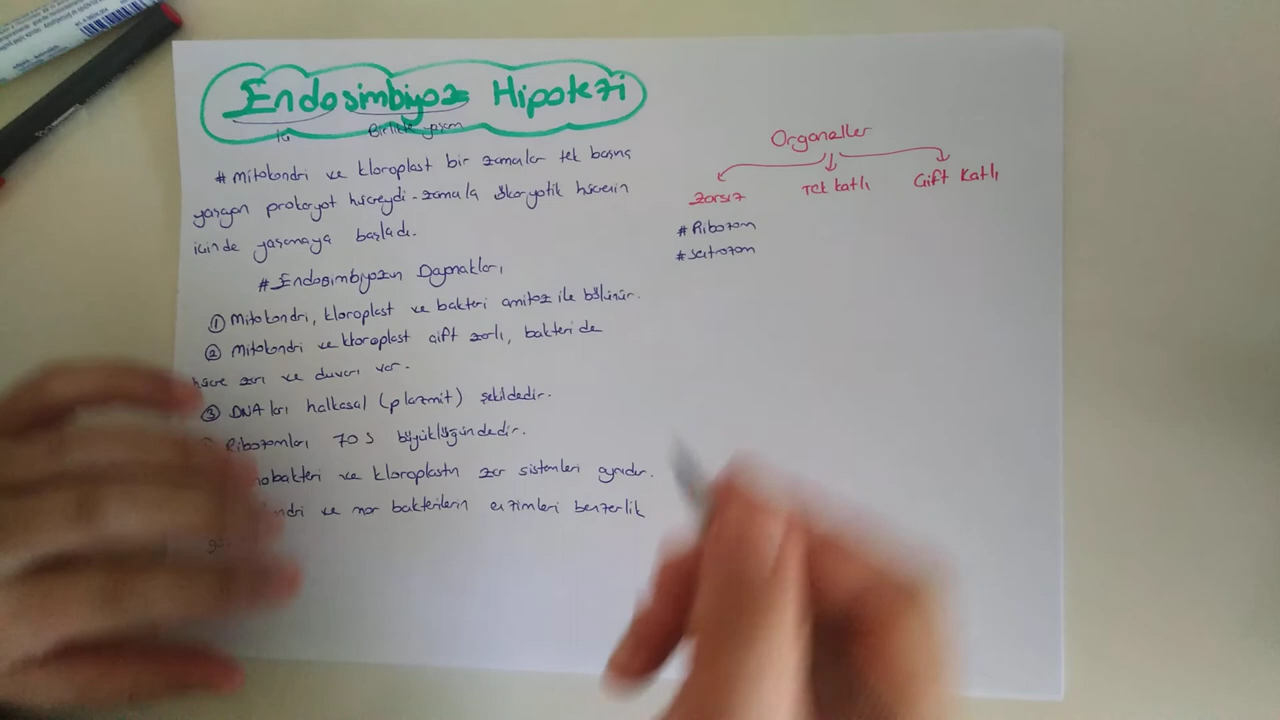 Endosimbiyoz Hipotezi
iç Birlikte yaşam
# Mitokondri ve kloroplast bir zamanlar tek başına
yaşayan prokaryot hücreydi. zamanla ökaryotik hücrenin
içinde yaşamaya başladı.
# Endosimbiyozun Dayanakları
① Mitokondri, kloroplast ve bakteri amitoz ile bölünür.
② Mitokondri ve kloroplast çift zarlı, bakteride
hücre zarı ve duvarı var.
③ DNA ları halkasal (plazmit) şekildedir.
Ribozomları 70 S büyüklüğündedir.
ve kloroplastın zar sistemleri aynıdır.
ve mor bakterilerin enzimleri benzerlik
Organeller
Zarsız Tek katlı Çift Katlı
# Ribozom
# Sentrozom